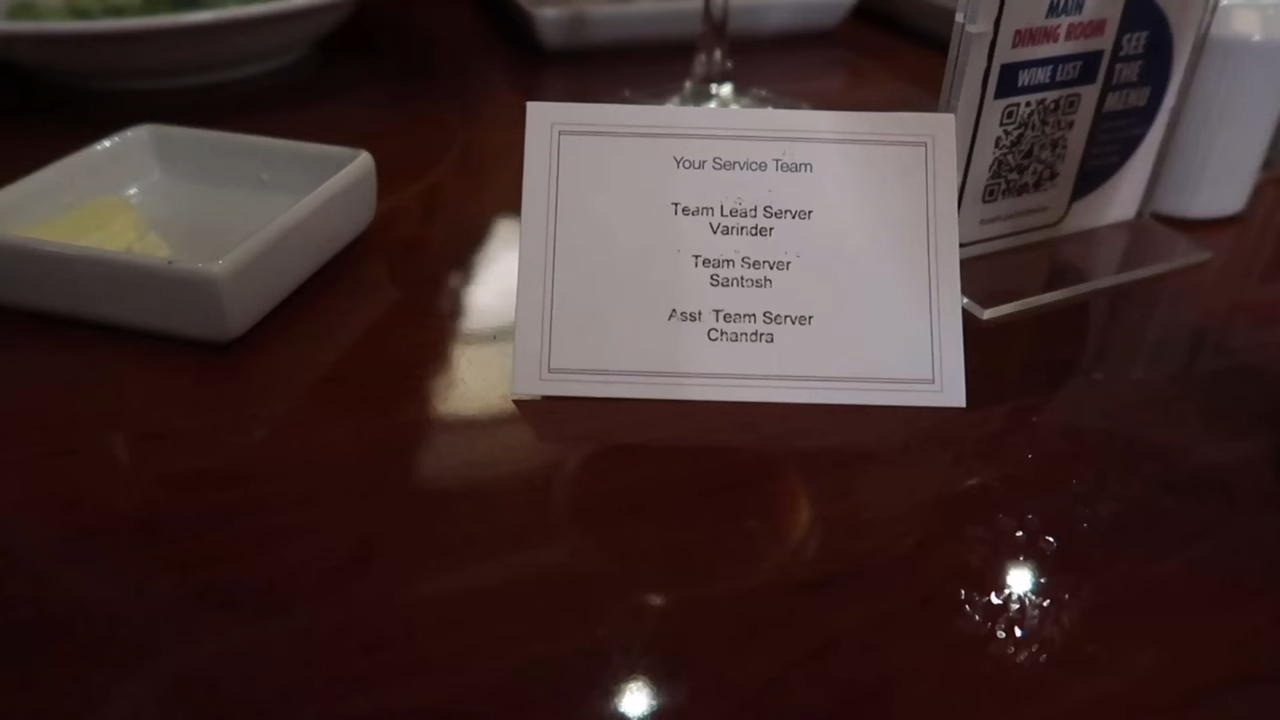 MAIN
DINING ROOM
WINE LIST
SEE
THE
MENU
Your Service Team
Team Lead Server
Varinder
Team Server
Santosh
Asst Team Server
Chandra